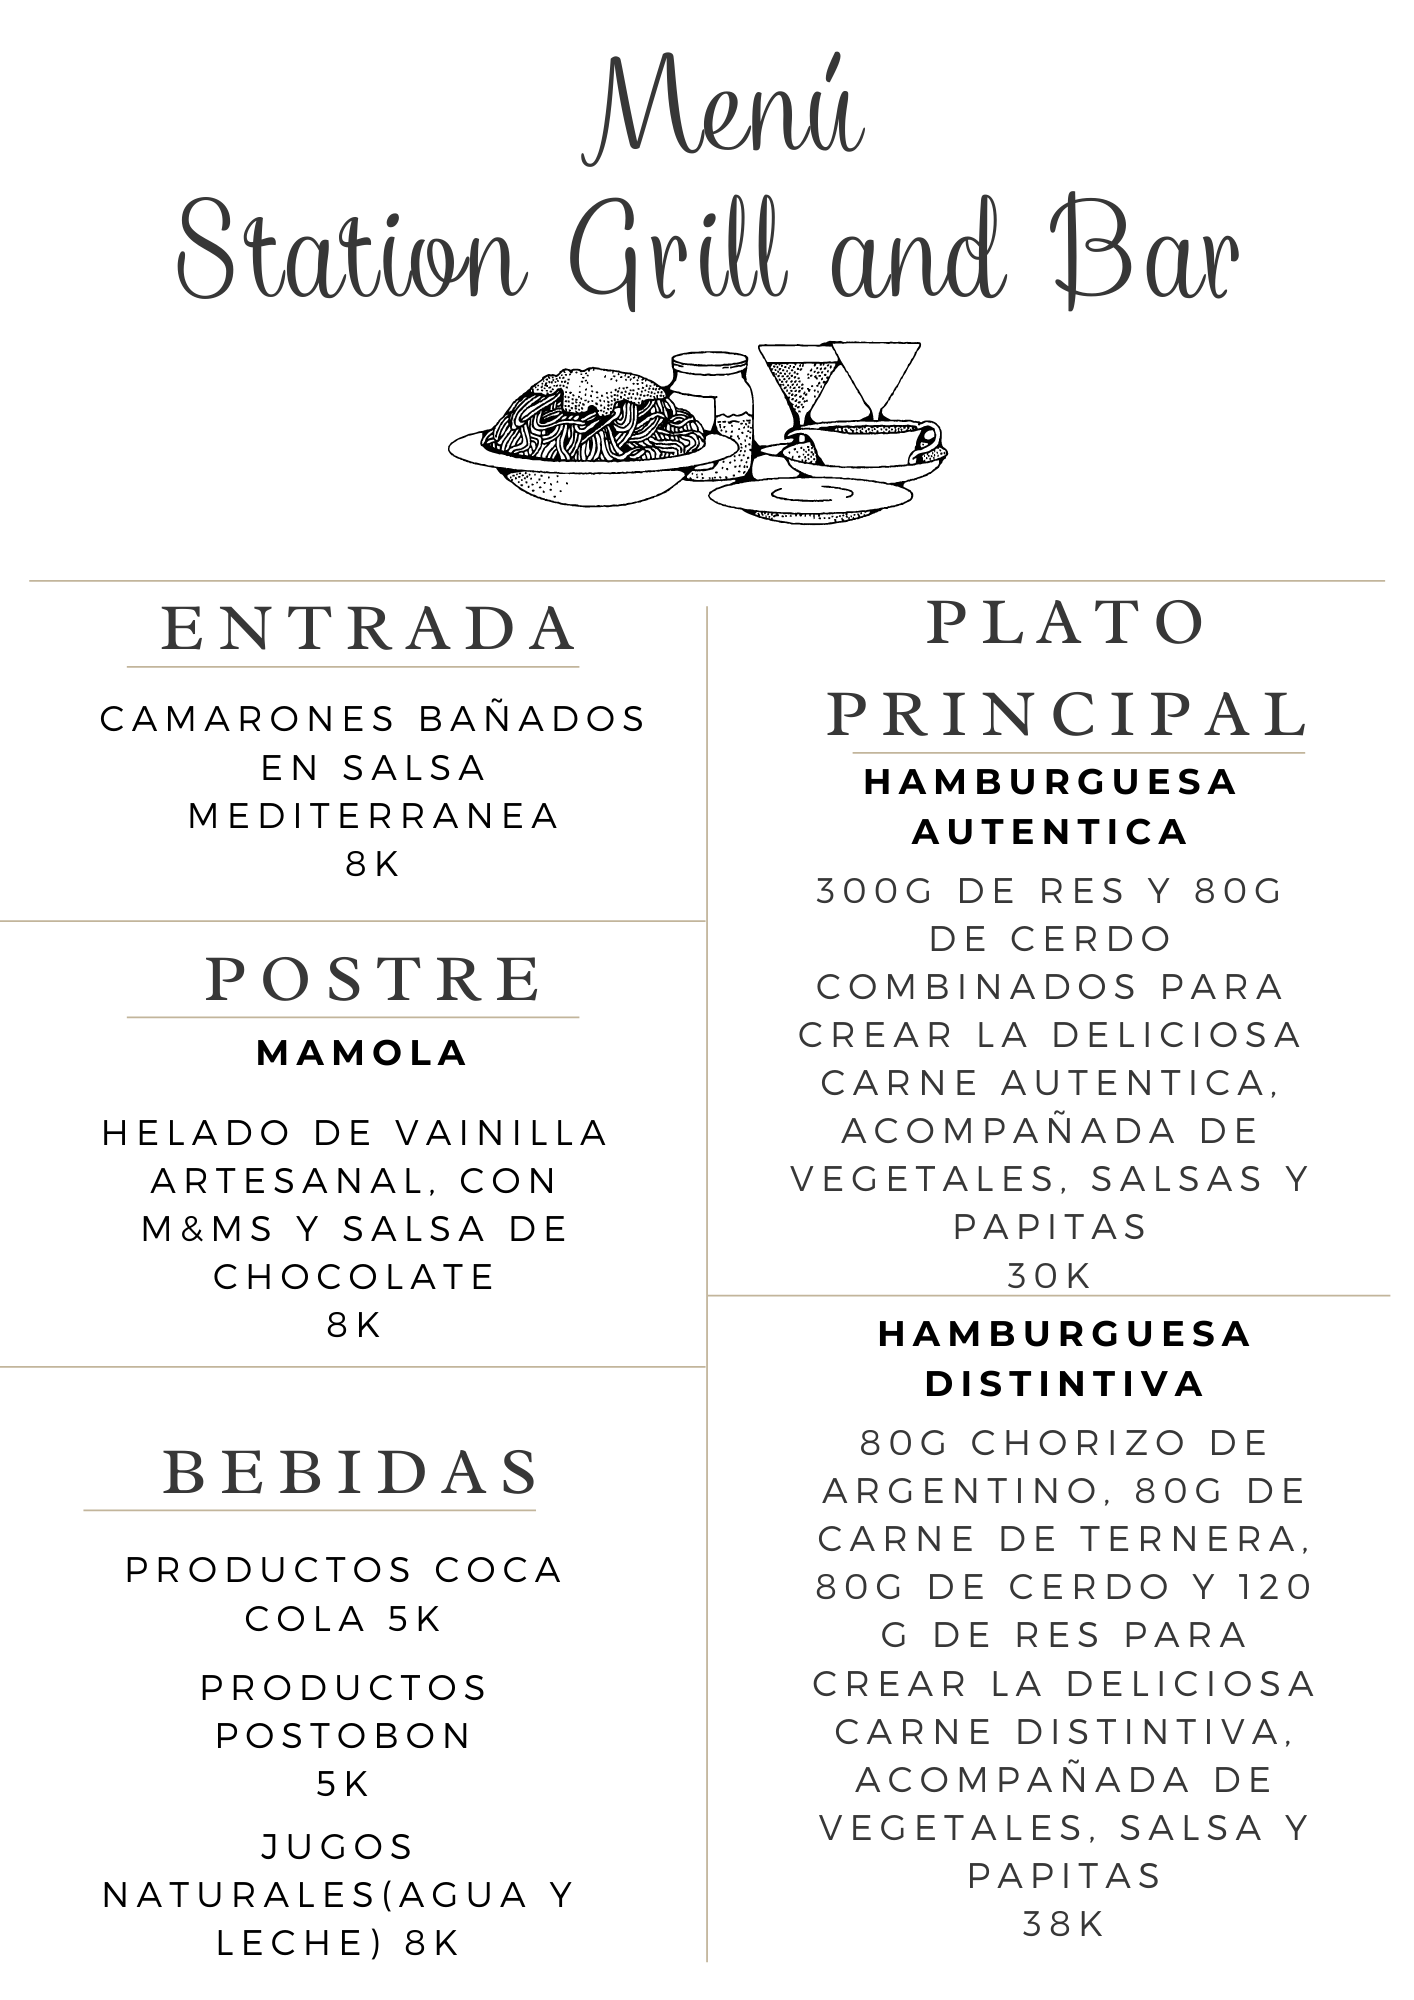 Menú
Station Grill and Bar
ENTRADA
CAMARONES BAÑADOS
EN SALSA
MEDITERRANEA
8K
POSTRE
MAMOLA
HELADO DE VAINILLA
ARTESANAL, CON
M&MS Y SALSA DE
CHOCOLATE
8K
BEBIDAS
PRODUCTOS COCA
COLA 5K
PRODUCTOS
POSTOBON
5K
JUGOS
NATURALES(AGUA Y
LECHE) 8K
PLATO
PRINCIPAL
HAMBURGUESA
AUTENTICA
300G DE RES Y 80G
DE CERDO
COMBINADOS PARA
CREAR LA DELICIOSA
CARNE AUTENTICA,
ACOMPAÑADA DE
VEGETALES, SALSAS Y
PAPITAS
30K
HAMBURGUESA
DISTINTIVA
80G CHORIZO DE
ARGENTINO, 80G DE
CARNE DE TERNERA,
80G DE CERDO Y 120
G DE RES PARA
CREAR LA DELICIOSA
CARNE DISTINTIVA,
ACOMPAÑADA DE
VEGETALES, SALSA Y
PAPITAS
38K